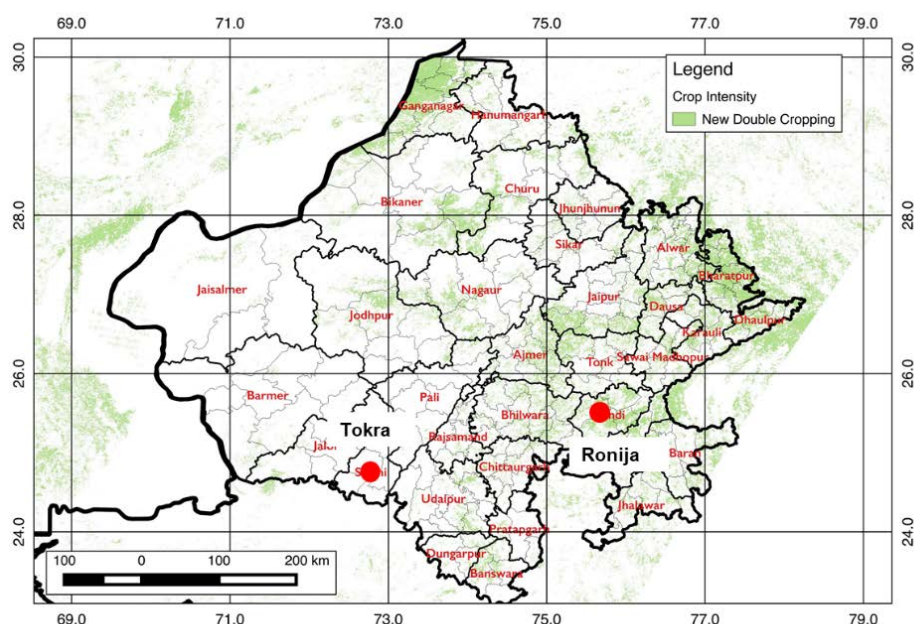 69.0 71.0 73.0 75.0 77.0 79.0
30.0 30.0
Legend
Crop Intensity
New Double Cropping
Ganganagar
Hanumangarh
Churu
Bikaner
Jhunjhunun
28.0 28.0
Sikar
Alwar
Bharatpur
Jaisalmer
Nagaur
Jaipur
Jodhpur
Dausa
Dhaulpur
Karauli
Ajmer
Tonk
Sawai Madhopur
26.0 26.0
Barmer
Pali
Bhilwara
Tokra
Rajsamand
Ronija
Baran
Chittaurgarh
Udaipur
Jhalawar
24.0 24.0
Pratapgarh
Dungarpur
Banswara
100 0 100 200 km
69.0 71.0 73.0 75.0 77.0 79.0